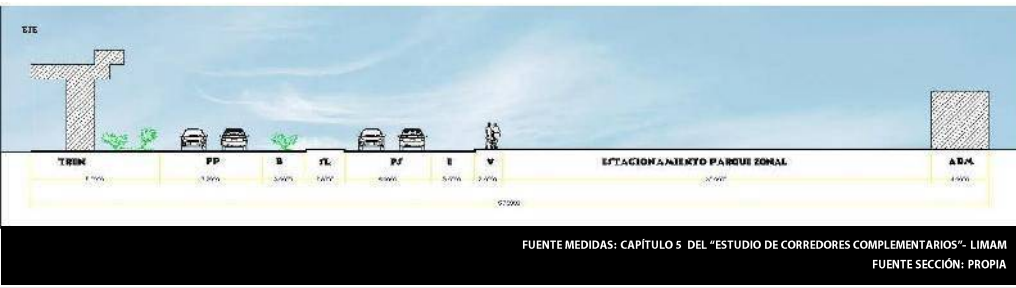 EJE
TREN PP B SL PS E V ESTACIONAMIENTO PARQUE ZONAL ADM.
FUENTE MEDIDAS: CAPÍTULO 5 DEL "ESTUDIO DE CORREDORES COMPLEMENTARIOS"- LIMAM
FUENTE SECCIÓN: PROPIA